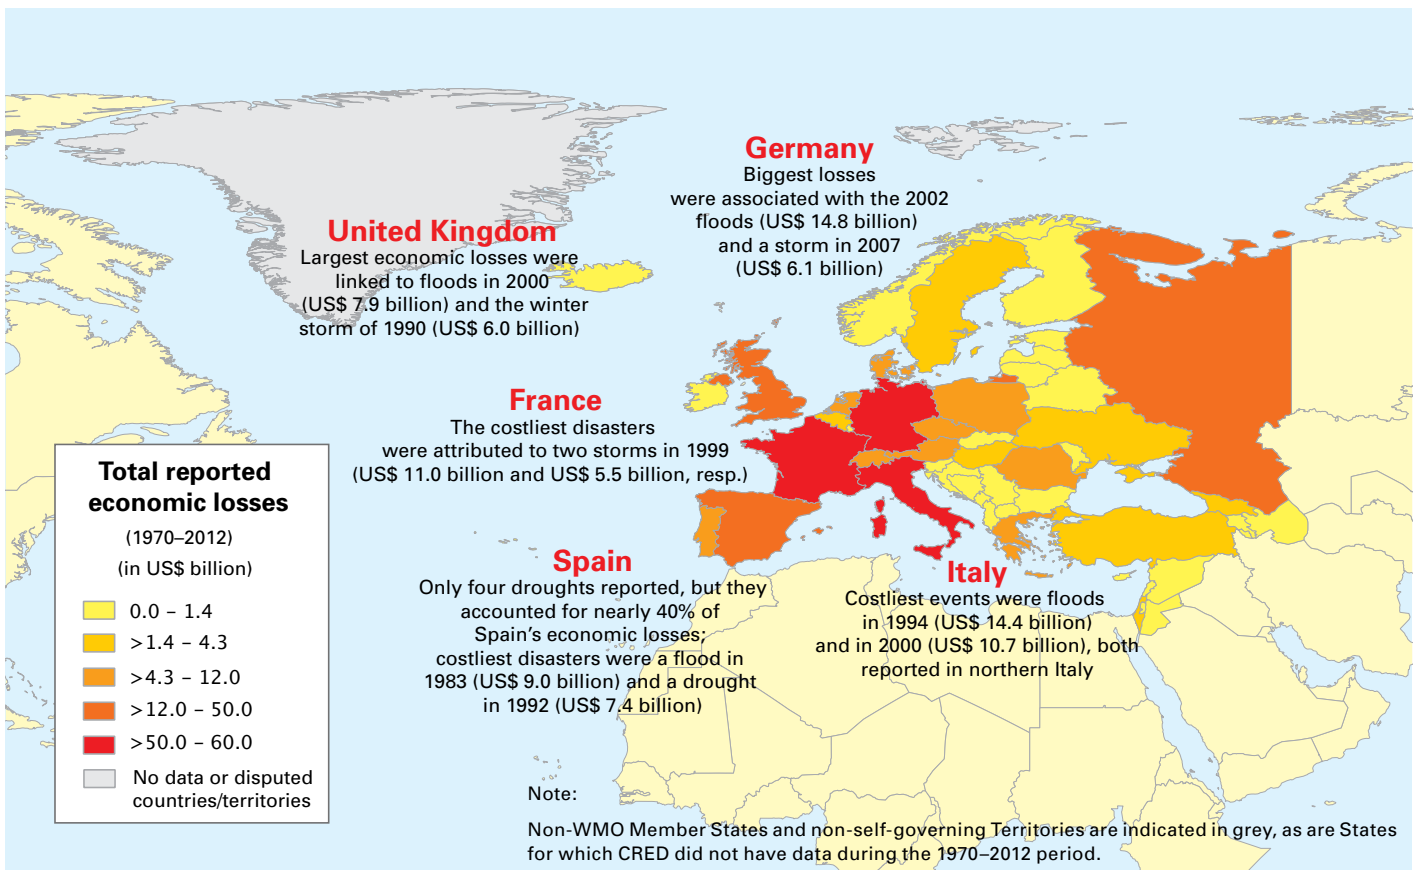 Germany
Biggest losses
were associated with the 2002
floods (US$ 14.8 billion)
and a storm in 2007
(US$ 6.1 billion)
United Kingdom
Largest economic losses were
linked to floods in 2000
(US$ 7.9 billion) and the winter
storm of 1990 (US$ 6.0 billion)
France
The costliest disasters
were attributed to two storms in 1999
(US$ 11.0 billion and US$ 5.5 billion, resp.)
Spain
Only four droughts reported, but they
accounted for nearly 40% of
Spain's economic losses;
costliest disasters were a flood in
1983 (US$ 9.0 billion) and a drought
in 1992 (US$ 7.4 billion)
Italy
Costliest events were floods
in 1994 (US$ 14.4 billion)
and in 2000 (US$ 10.7 billion), both
reported in northern Italy
Total reported
economic losses
(1970–2012)
(in US$ billion)
0.0 – 1.4
>1.4 – 4.3
>4.3 – 12.0
>12.0 – 50.0
>50.0 – 60.0
No data or disputed
countries/territories
Note:
Non-WMO Member States and non-self-governing Territories are indicated in grey, as are States
for which CRED did not have data during the 1970–2012 period.